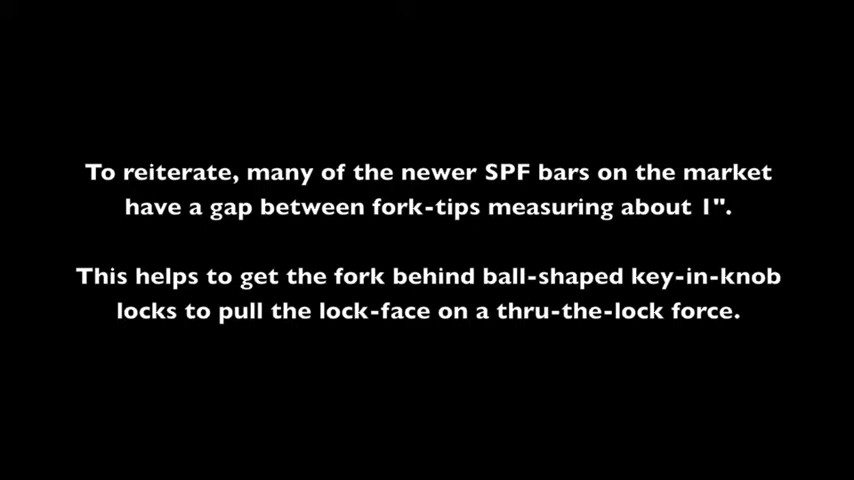 To reiterate, many of the newer SPF bars on the market
have a gap between fork-tips measuring about 1".
This helps to get the fork behind ball-shaped key-in-knob
locks to pull the lock-face on a thru-the-lock force.